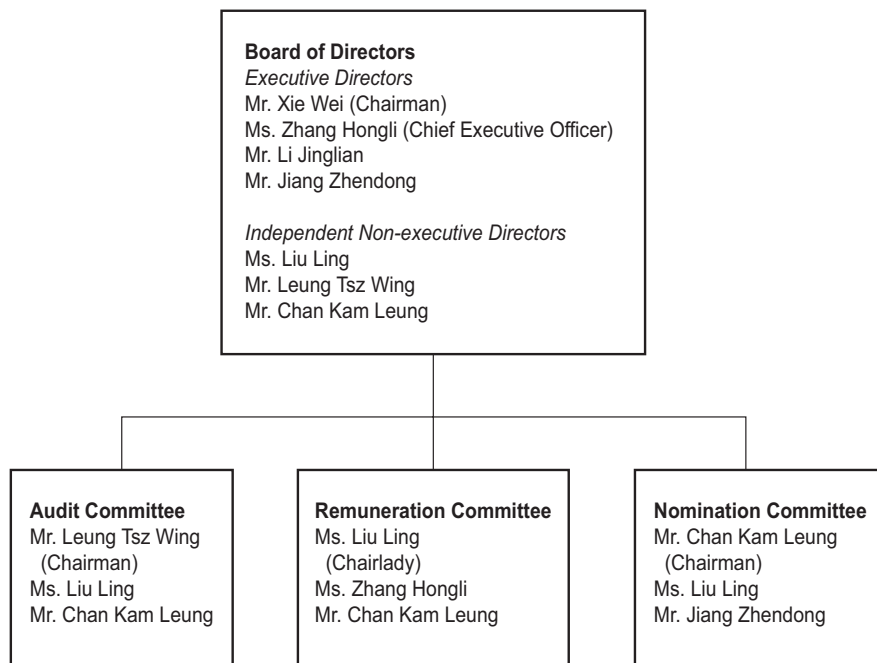 Board of Directors
Executive Directors
Mr. Xie Wei (Chairman)
Ms. Zhang Hongli (Chief Executive Officer)
Mr. Li Jinglian
Mr. Jiang Zhendong
Independent Non-executive Directors
Ms. Liu Ling
Mr. Leung Tsz Wing
Mr. Chan Kam Leung
Audit Committee
Mr. Leung Tsz Wing
(Chairman)
Ms. Liu Ling
Mr. Chan Kam Leung
Remuneration Committee
Ms. Liu Ling
(Chairlady)
Ms. Zhang Hongli
Mr. Chan Kam Leung
Nomination Committee
Mr. Chan Kam Leung
(Chairman)
Ms. Liu Ling
Mr. Jiang Zhendong